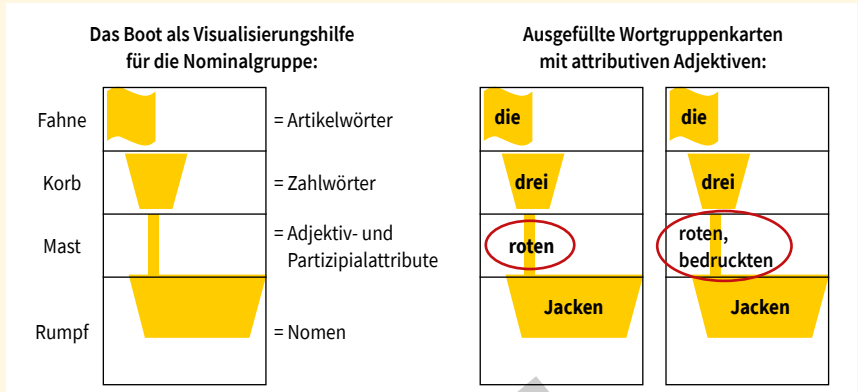 Das Boot als Visualisierungshilfe
für die Nominalgruppe:
Fahne
= Artikelwörter
Korb
= Zahlwörter
Mast
= Adjektiv- und
Partizipialattribute
Rumpf
= Nomen
Ausgefüllte Wortgruppenkarten
mit attributiven Adjektiven:
die
drei
roten
Jacken
die
drei
roten,
bedruckten
Jacken